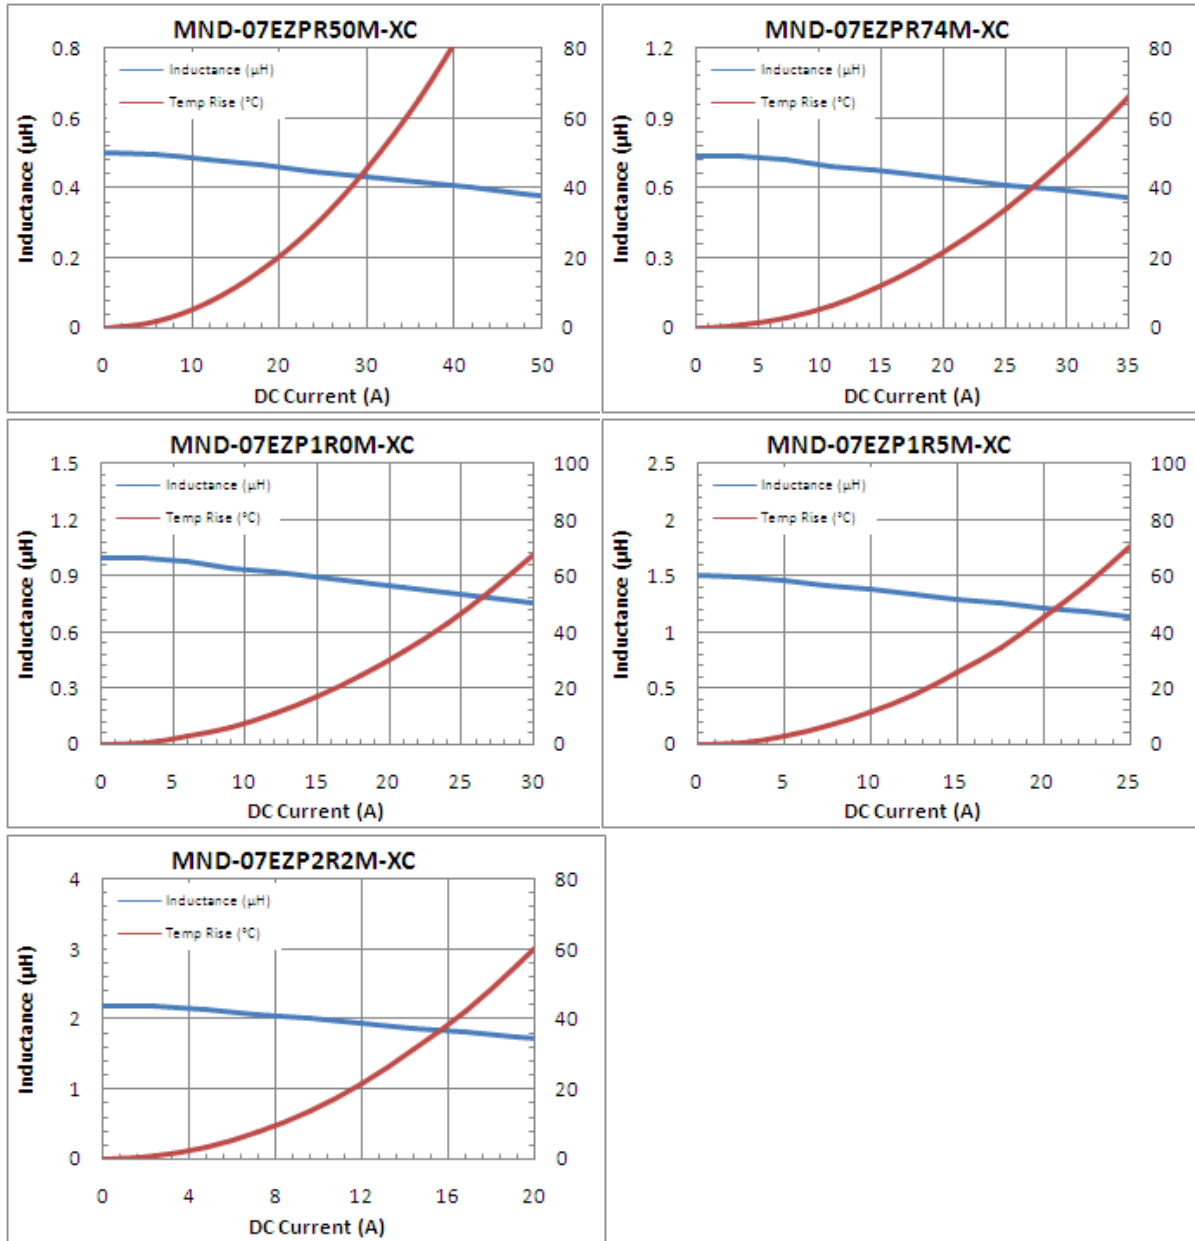 MND-07EZPR50M-XC
0.8
80
Inductance (µH)
Temp Rise (°C)
0.6
60
Inductance (µH)
0.4
40
0.2
20
0
0
0 10 20 30 40 50
DC Current (A)
MND-07EZPR74M-XC
1.2
80
Inductance (µH)
Temp Rise (°C)
0.9
60
Inductance (µH)
0.6
40
0.3
20
0
0
0 5 10 15 20 25 30 35
DC Current (A)
MND-07EZP1R0M-XC
1.5
100
Inductance (µH)
Temp Rise (°C)
1.2
80
Inductance (µH)
0.9
60
0.6
40
0.3
20
0
0
0 5 10 15 20 25 30
DC Current (A)
MND-07EZP1R5M-XC
2.5
100
Inductance (µH)
Temp Rise (°C)
2
80
Inductance (µH)
1.5
60
1
40
0.5
20
0
0
0 5 10 15 20 25
DC Current (A)
MND-07EZP2R2M-XC
4
80
Inductance (µH)
Temp Rise (°C)
3
60
Inductance (µH)
2
40
1
20
0
0
0 4 8 12 16 20
DC Current (A)